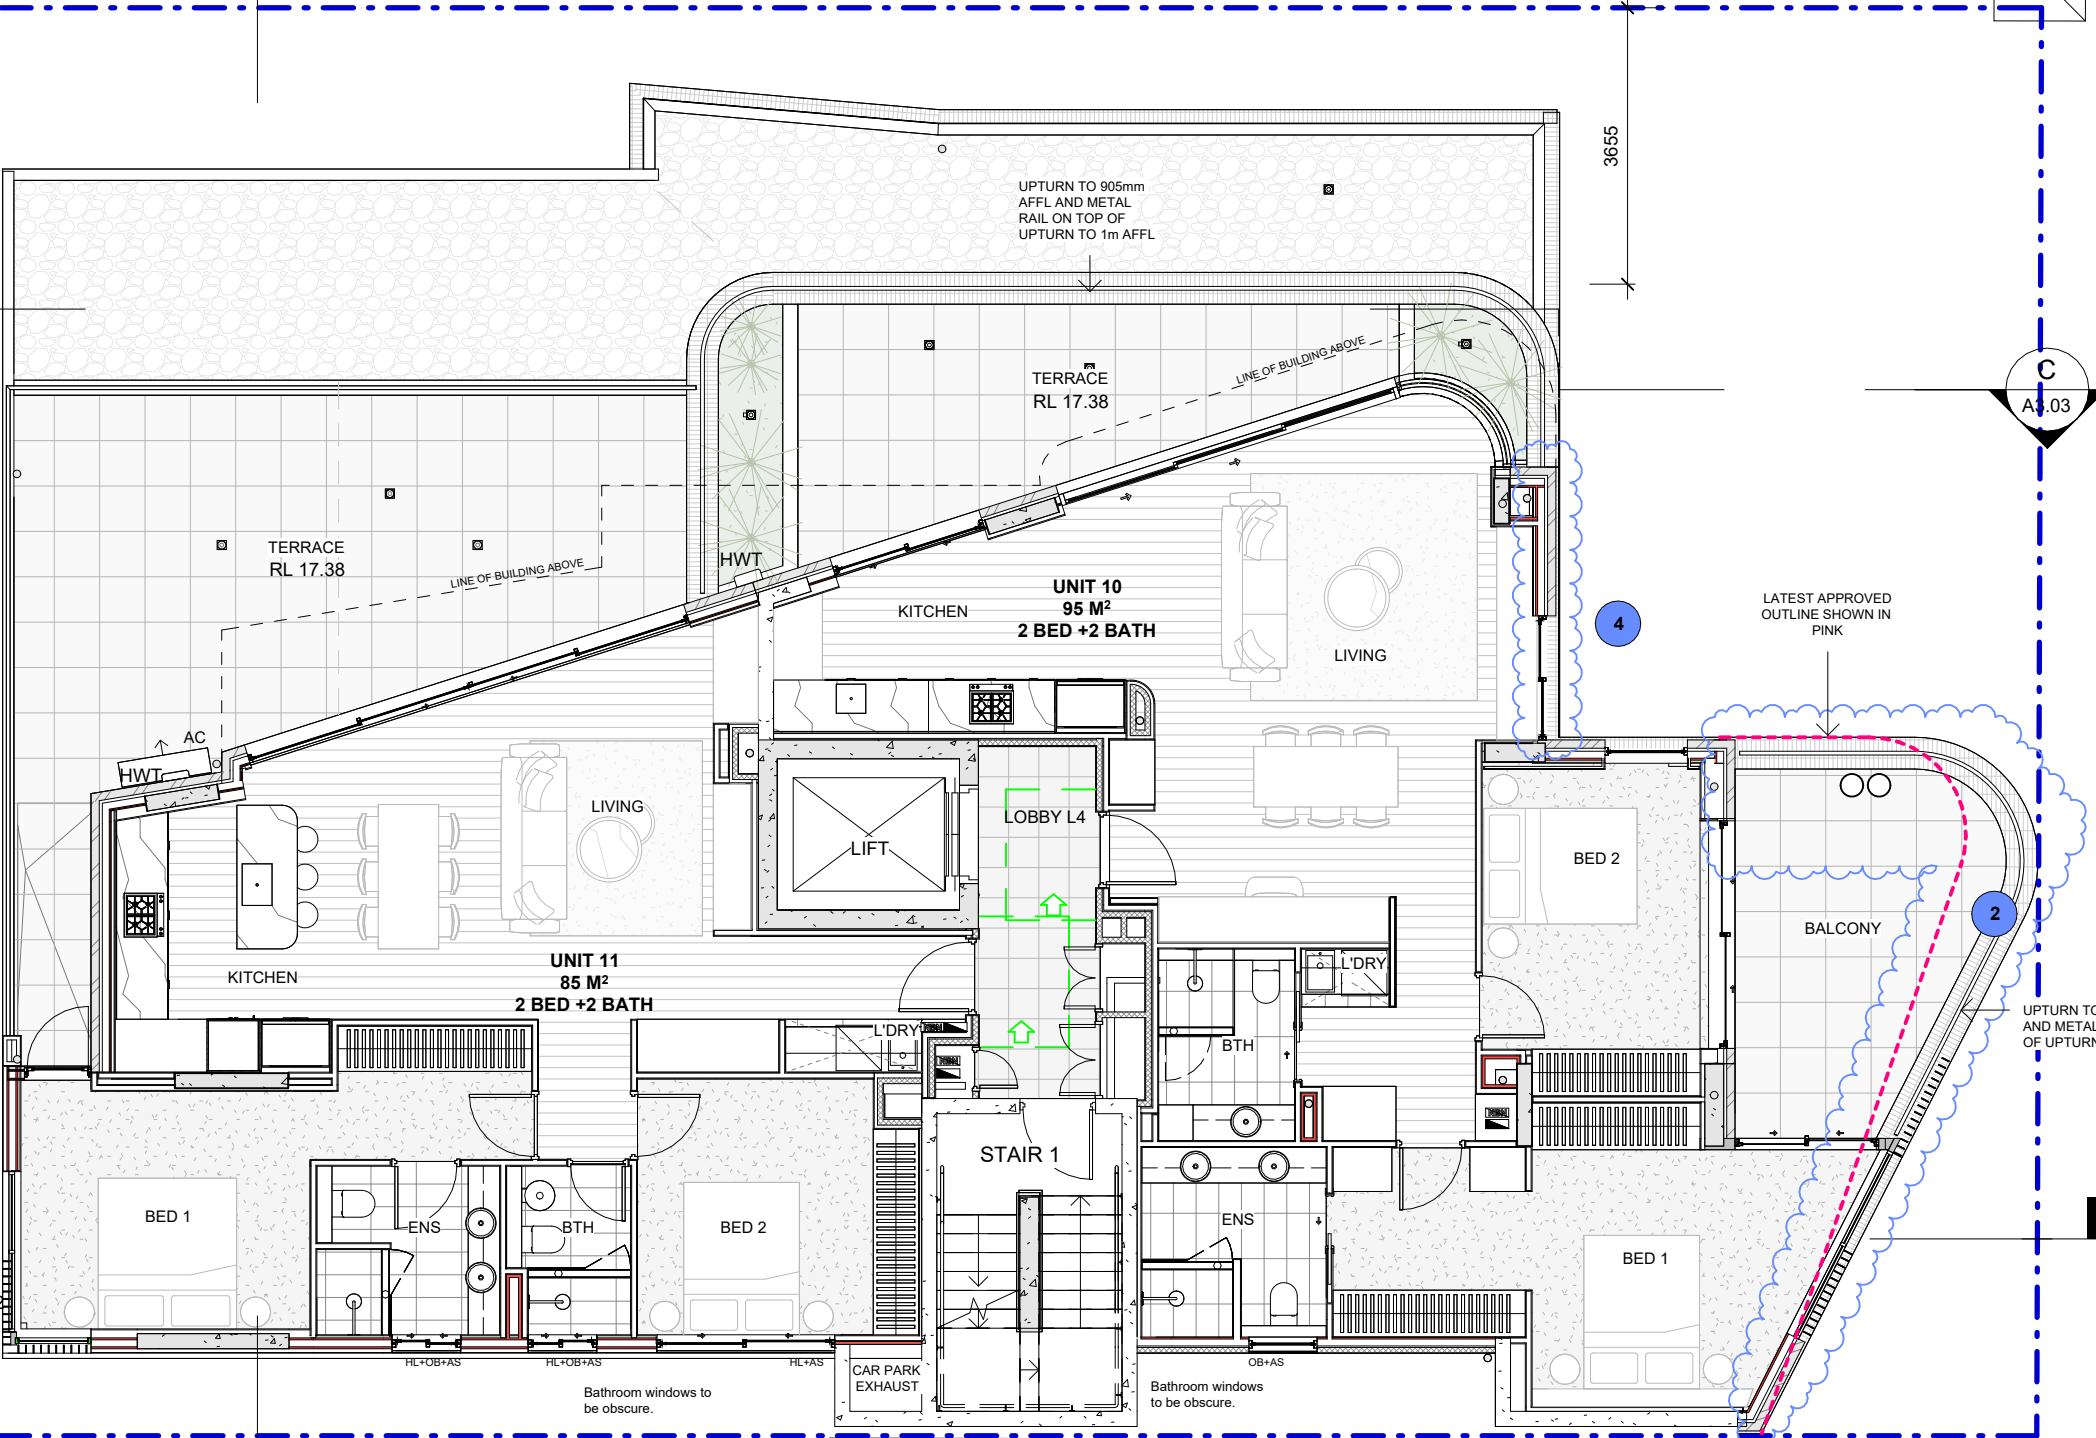 3655
UPTURN TO 905mm
AFFL AND METAL
RAIL ON TOP OF
UPTURN TO 1m AFFL
C
A3.03
LINE OF BUILDING ABOVE
TERRACE
RL 17.38
TERRACE
RL 17.38
LINE OF BUILDING ABOVE
HWT
UNIT 10
95 M²
2 BED +2 BATH
KITCHEN
LIVING
4
LATEST APPROVED
OUTLINE SHOWN IN
PINK
AC
HWT
LIVING
LIFT
LOBBY L4
BED 2
BALCONY
2
UNIT 11
85 M²
2 BED +2 BATH
KITCHEN
L'DRY
L'DRY
BTH
UPTURN TO
AND METAL
OF UPTURN
STAIR 1
BED 1
ENS
BTH
BED 2
ENS
BED 1
HL+OB+AS
HL+OB+AS
HL+AS
OB+AS
CAR PARK
EXHAUST
Bathroom windows to
be obscure.
Bathroom windows
to be obscure.